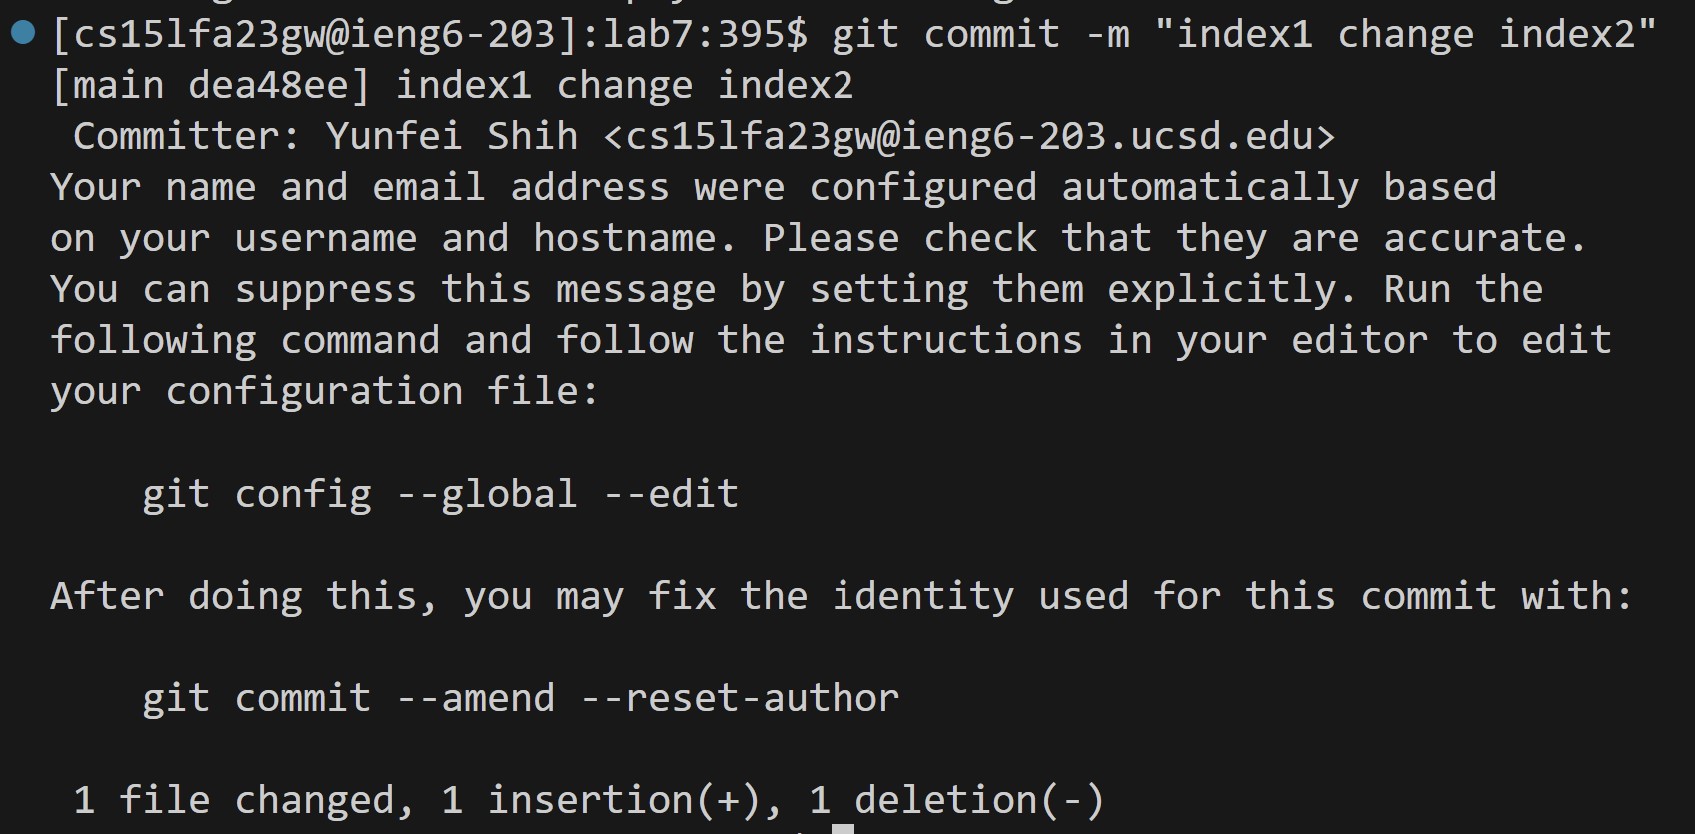 [cs15lfa23gw@ieng6-203]:lab7:395$ git commit -m "index1 change index2"
[main dea48ee] index1 change index2
 Committer: Yunfei Shih <cs15lfa23gw@ieng6-203.ucsd.edu>
Your name and email address were configured automatically based
on your username and hostname. Please check that they are accurate.
You can suppress this message by setting them explicitly. Run the
following command and follow the instructions in your editor to edit
your configuration file:

    git config --global --edit

After doing this, you may fix the identity used for this commit with:

    git commit --amend --reset-author

 1 file changed, 1 insertion(+), 1 deletion(-)